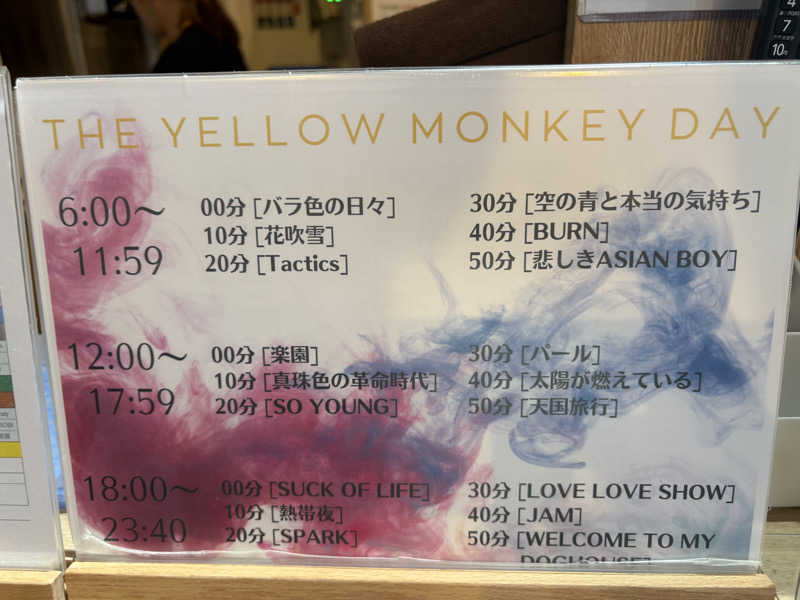 THE YELLOW MONKEY DAY
6:00～
11:59
00分 [バラ色の日々]
10分 [花吹雪]
20分 [Tactics]
30分 [空の青と本当の気持ち]
40分 [BURN]
50分 [悲しきASIAN BOY]
12:00～
17:59
00分 [楽園]
10分 [真珠色の革命時代]
20分 [SO YOUNG]
30分 [パール]
40分 [太陽が燃えている]
50分 [天国旅行]
18:00～
23:40
00分 [SUCK OF LIFE]
10分 [熱帯夜]
20分 [SPARK]
30分 [LOVE LOVE SHOW]
40分 [JAM]
50分 [WELCOME TO MY
DOGHOUSE]
4
7
10